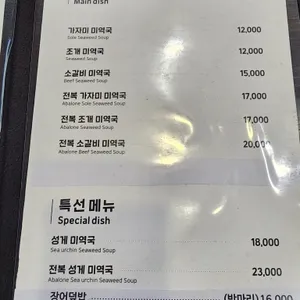 Main dish
가자미 미역국 12,000
Sole Seaweed Soup
조개 미역국 12,000
Seaweed Soup
소갈비 미역국 15,000
Beef Seaweed Soup
전복 가자미 미역국 17,000
Abalone Sole Seaweed Soup
전복 조개 미역국 17,000
Abalone Seaweed Soup
전복 소갈비 미역국 20,000
Abalone Beef Seaweed Soup
특선 메뉴
Special dish
성게 미역국 18,000
Sea urchin Seaweed Soup
전복 성게 미역국 23,000
Abalone Sea urchin Seaweed Soup
장어덮밥 (반마리) 16,000